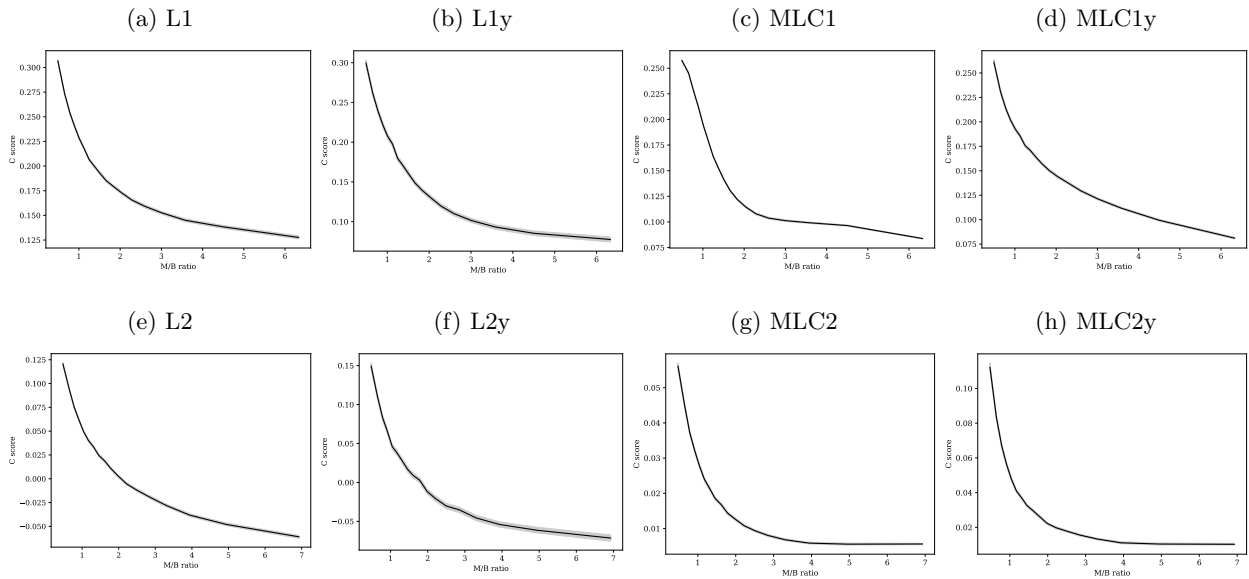 (a) L1
(b) L1y
(c) MLC1
(d) MLC1y
0.300
0.275
0.250
0.225
0.200
0.175
0.150
0.125
C score
1 2 3 4 5 6
M/B ratio
0.30
0.25
0.20
0.15
0.10
C score
1 2 3 4 5 6
M/B ratio
0.250
0.225
0.200
0.175
0.150
0.125
0.100
0.075
C score
1 2 3 4 5 6
M/B ratio
0.250
0.225
0.200
0.175
0.150
0.125
0.100
0.075
C score
1 2 3 4 5 6
M/B ratio
(e) L2
(f) L2y
(g) MLC2
(h) MLC2y
0.125
0.100
0.075
0.050
0.025
0.000
−0.025
−0.050
C score
1 2 3 4 5 6 7
M/B ratio
0.15
0.10
0.05
0.00
−0.05
C score
1 2 3 4 5 6 7
M/B ratio
0.05
0.04
0.03
0.02
0.01
C score
1 2 3 4 5 6 7
M/B ratio
0.10
0.08
0.06
0.04
0.02
C score
1 2 3 4 5 6 7
M/B ratio